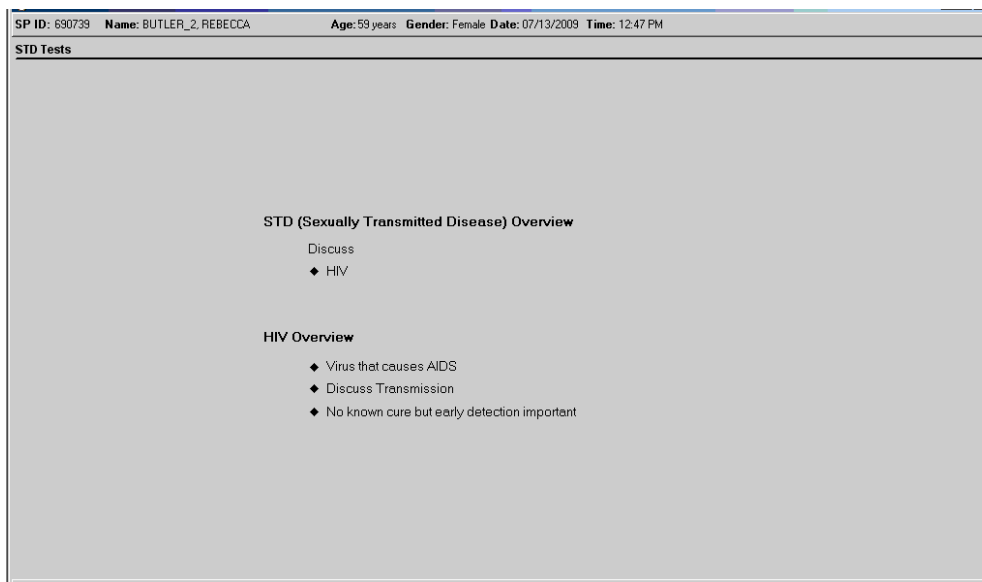 SP ID: 690739 Name: BUTLER_2, REBECCA Age: 59 years Gender: Female Date: 07/13/2009 Time: 12:47 PM
STD Tests
STD (Sexually Transmitted Disease) Overview
Discuss
◆ HIV
HIV Overview
◆ Virus that causes AIDS
◆ Discuss Transmission
◆ No known cure but early detection important